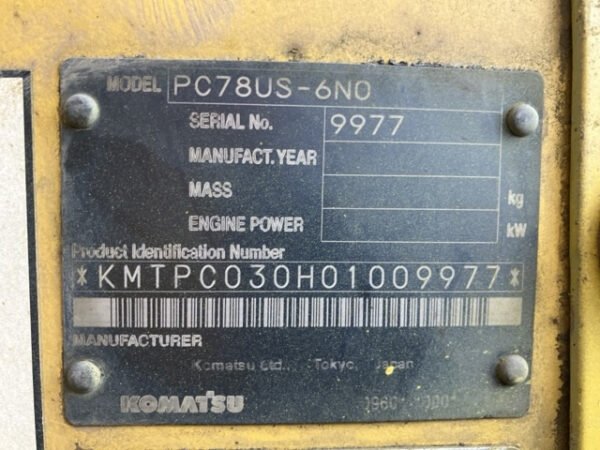 MODEL PC78US-6N0
SERIAL No. 9977
MANUFACT. YEAR
MASS kg
ENGINE POWER kW
Product Identification Number
*KMTPC030H01009977*
MANUFACTURER
Komatsu Ltd., Tokyo, Japan
KOMATSU